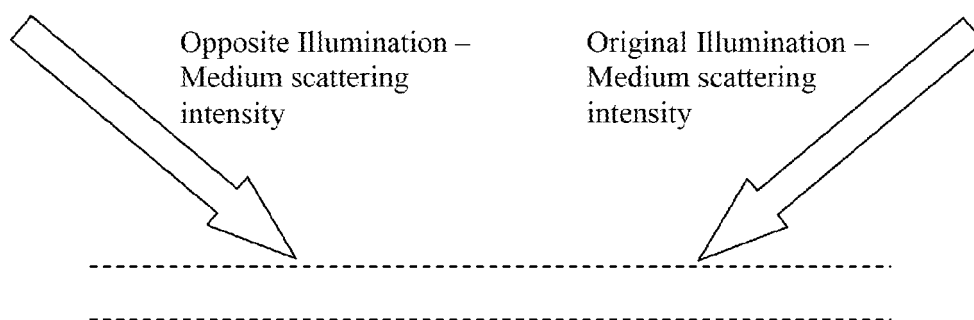 Opposite Illumination –
Medium scattering
intensity
Original Illumination –
Medium scattering
intensity